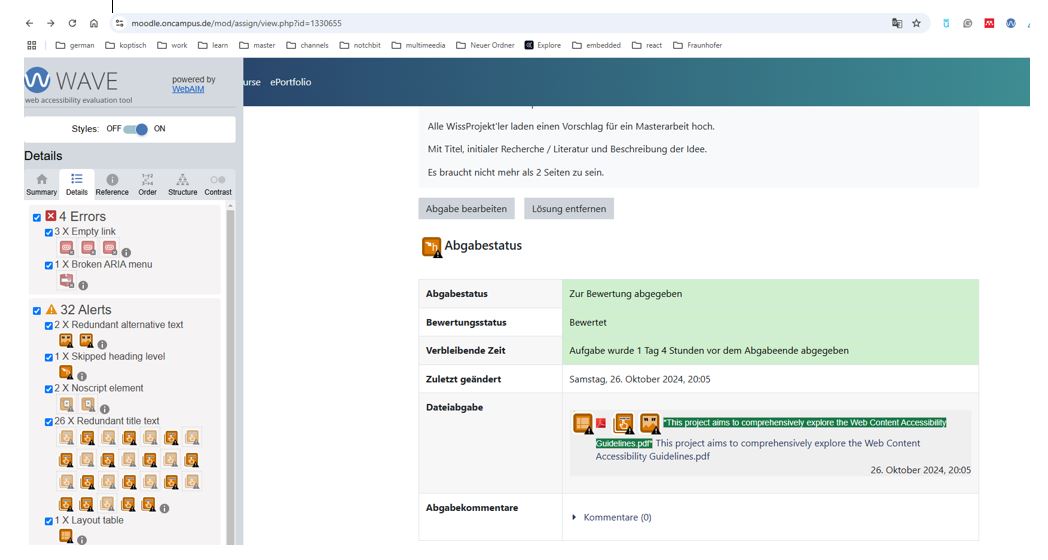 moodle.oncampus.de/mod/assign/view.php?id=1330655
german koptisch work learn master channels notchbit multimeedia Neuer Ordner Explore embedded react Fraunhofer
WAVE
web accessibility evaluation tool
powered by
WebAIM
urse ePortfolio
Styles: OFF ON
Details
Summary Details Reference Order Structure Contrast
4 Errors
3 X Empty link
1 X Broken ARIA menu
32 Alerts
2 X Redundant alternative text
1 X Skipped heading level
2 X Noscript element
26 X Redundant title text
1 X Layout table
Alle WissProjekt'ler laden einen Vorschlag für ein Masterarbeit hoch.
Mit Titel, initialer Recherche / Literatur und Beschreibung der Idee.
Es braucht nicht mehr als 2 Seiten zu sein.
Abgabe bearbeiten Lösung entfernen
Abgabestatus
Abgabestatus Zur Bewertung abgegeben
Bewertungsstatus Bewertet
Verbleibende Zeit Aufgabe wurde 1 Tag 4 Stunden vor dem Abgabeende abgegeben
Zuletzt geändert Samstag, 26. Oktober 2024, 20:05
Dateiabgabe
"This project aims to comprehensively explore the Web Content Accessibility
Guidelines.pdf" This project aims to comprehensively explore the Web Content
Accessibility Guidelines.pdf
26. Oktober 2024, 20:05
Abgabekommentare
Kommentare (0)